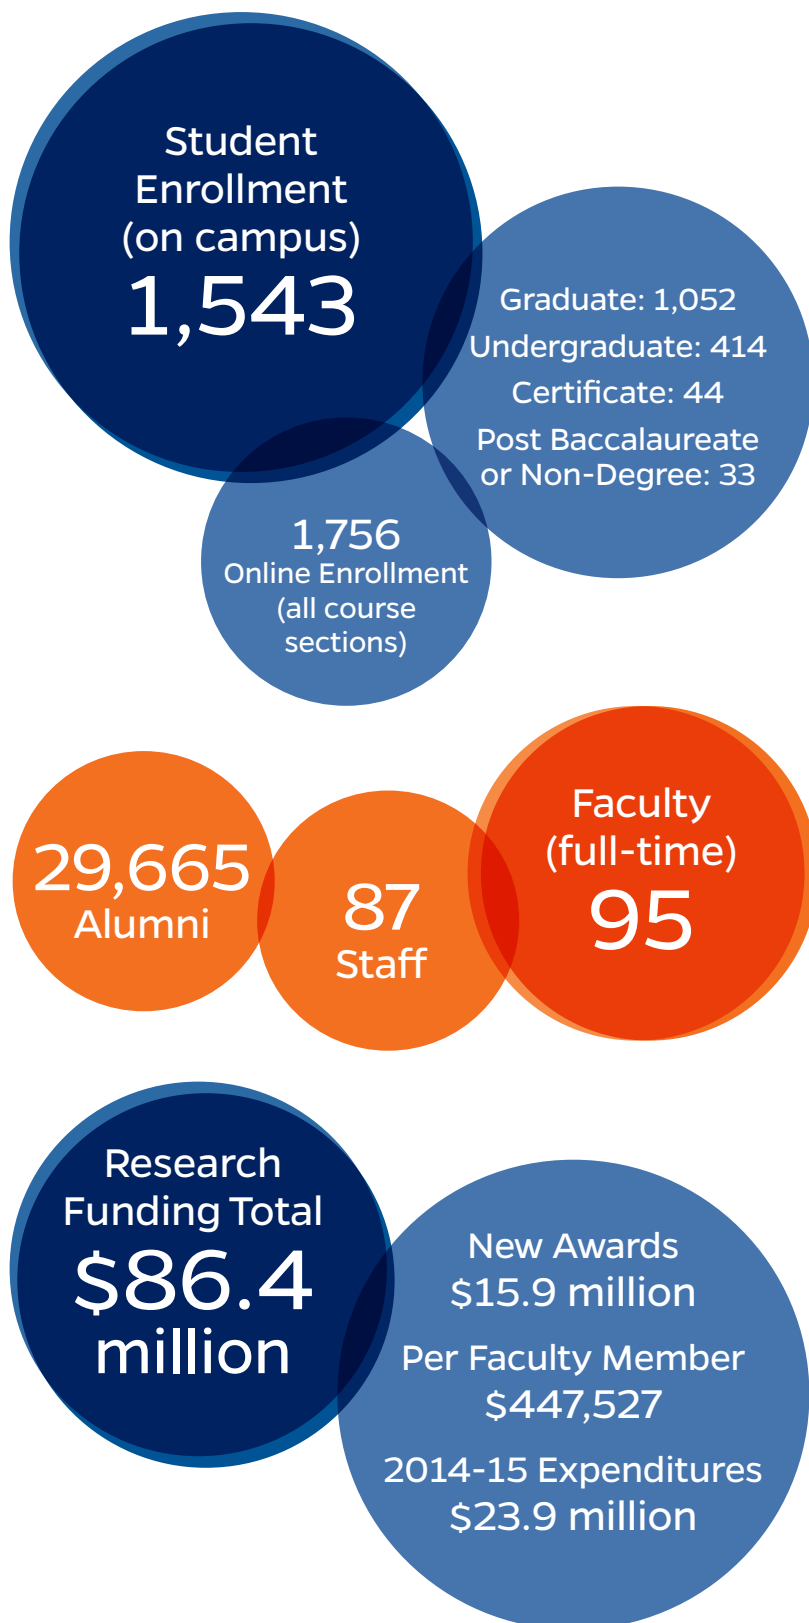 Student
Enrollment
(on campus)
1,543
Graduate: 1,052
Undergraduate: 414
Certificate: 44
Post Baccalaureate
or Non-Degree: 33
1,756
Online Enrollment
(all course
sections)
29,665
Alumni
87
Staff
Faculty
(full-time)
95
Research
Funding Total
$86.4
million
New Awards
$15.9 million
Per Faculty Member
$447,527
2014-15 Expenditures
$23.9 million